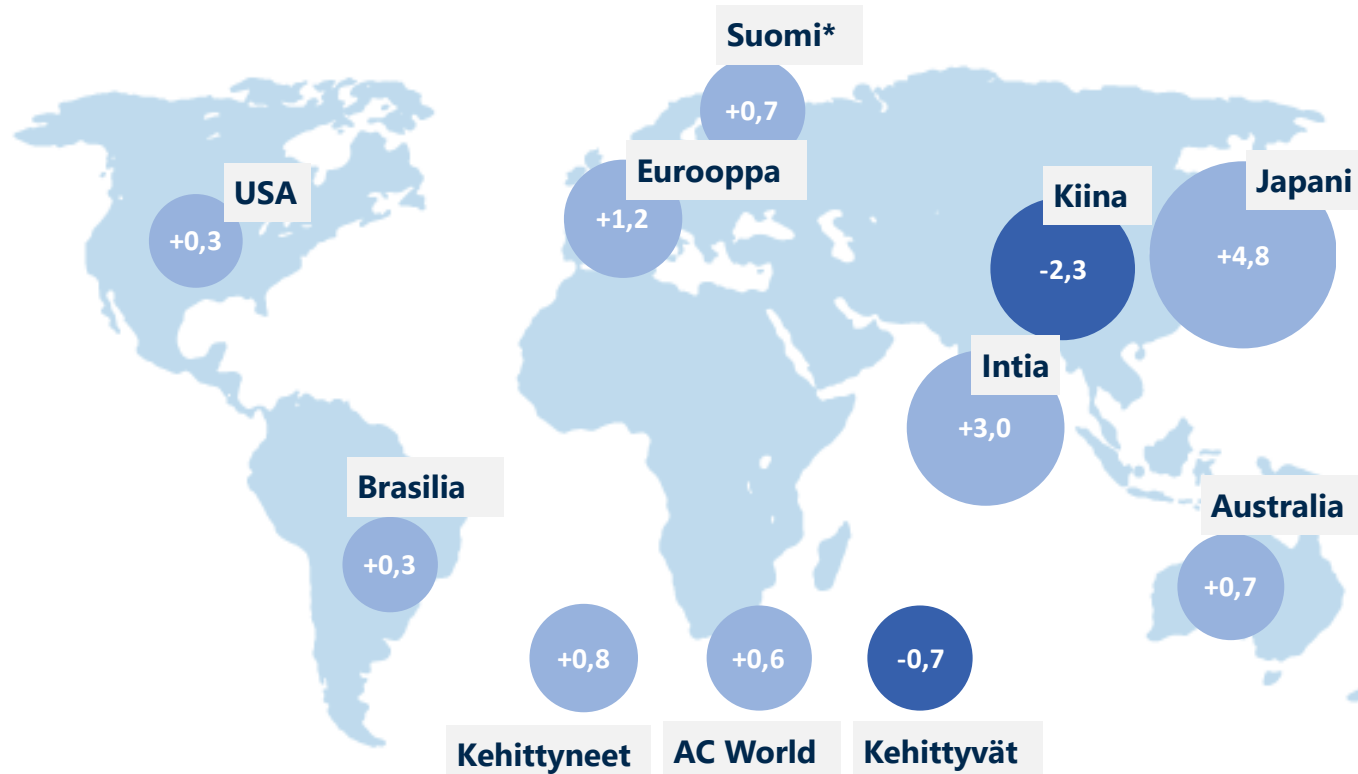 Suomi*
+0,7
Eurooppa
+1,2
USA
+0,3
Kiina
-2,3
Japani
+4,8
Intia
+3,0
Brasilia
+0,3
Australia
+0,7
+0,8
Kehittyneet
+0,6
AC World
-0,7
Kehittyvät